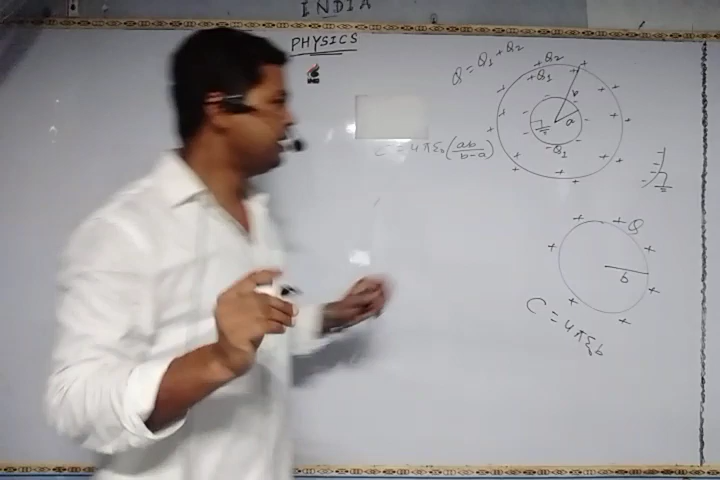 INDIA
PHYSICS
Q = Q1 + Q2
+Q2
+Q1
b
a
-Q1
C = 4πε0(ab/b-a)
Q
b
C = 4πε0b